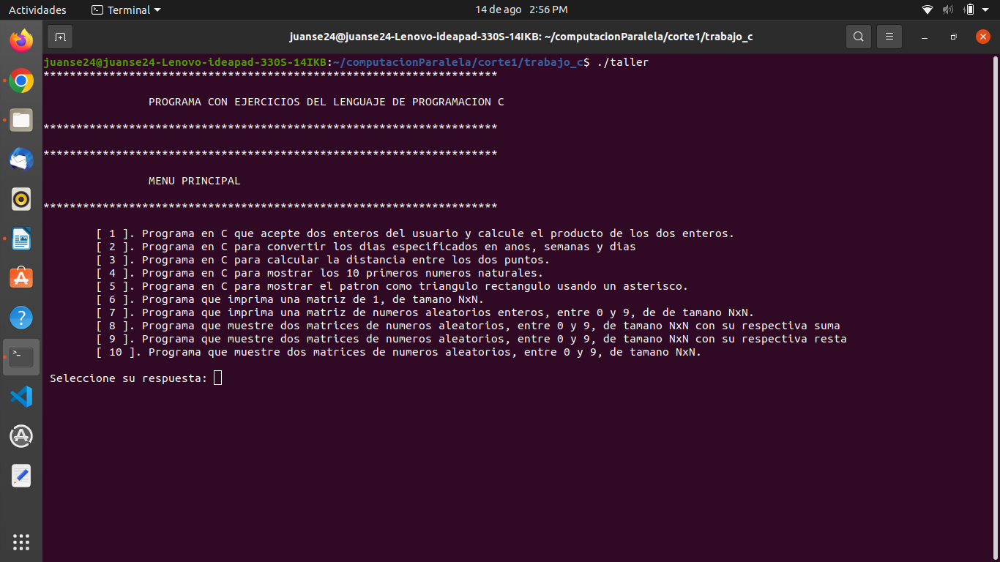 Actividades Terminal 14 de ago 2:56 PM
juanse24@juanse24-Lenovo-ideapad-330S-14IKB: ~/computacionParalela/corte1/trabajo_c
juanse24@juanse24-Lenovo-ideapad-330S-14IKB:~/computacionParalela/corte1/trabajo_c$ ./taller
*********************************************************************
PROGRAMA CON EJERCICIOS DEL LENGUAJE DE PROGRAMACION C
*********************************************************************
*********************************************************************
MENU PRINCIPAL
*********************************************************************
[ 1 ]. Programa en C que acepte dos enteros del usuario y calcule el producto de los dos enteros.
[ 2 ]. Programa en C para convertir los dias especificados en anos, semanas y dias
[ 3 ]. Programa en C para calcular la distancia entre los dos puntos.
[ 4 ]. Programa en C para mostrar los 10 primeros numeros naturales.
[ 5 ]. Programa en C para mostrar el patron como triangulo rectangulo usando un asterisco.
[ 6 ]. Programa que imprima una matriz de 1, de tamano NxN.
[ 7 ]. Programa que imprima una matriz de numeros aleatorios enteros, entre 0 y 9, de de tamano NxN.
[ 8 ]. Programa que muestre dos matrices de numeros aleatorios, entre 0 y 9, de tamano NxN con su respectiva suma
[ 9 ]. Programa que muestre dos matrices de numeros aleatorios, entre 0 y 9, de tamano NxN con su respectiva resta
[ 10 ]. Programa que muestre dos matrices de numeros aleatorios, entre 0 y 9, de tamano NxN.
Seleccione su respuesta: